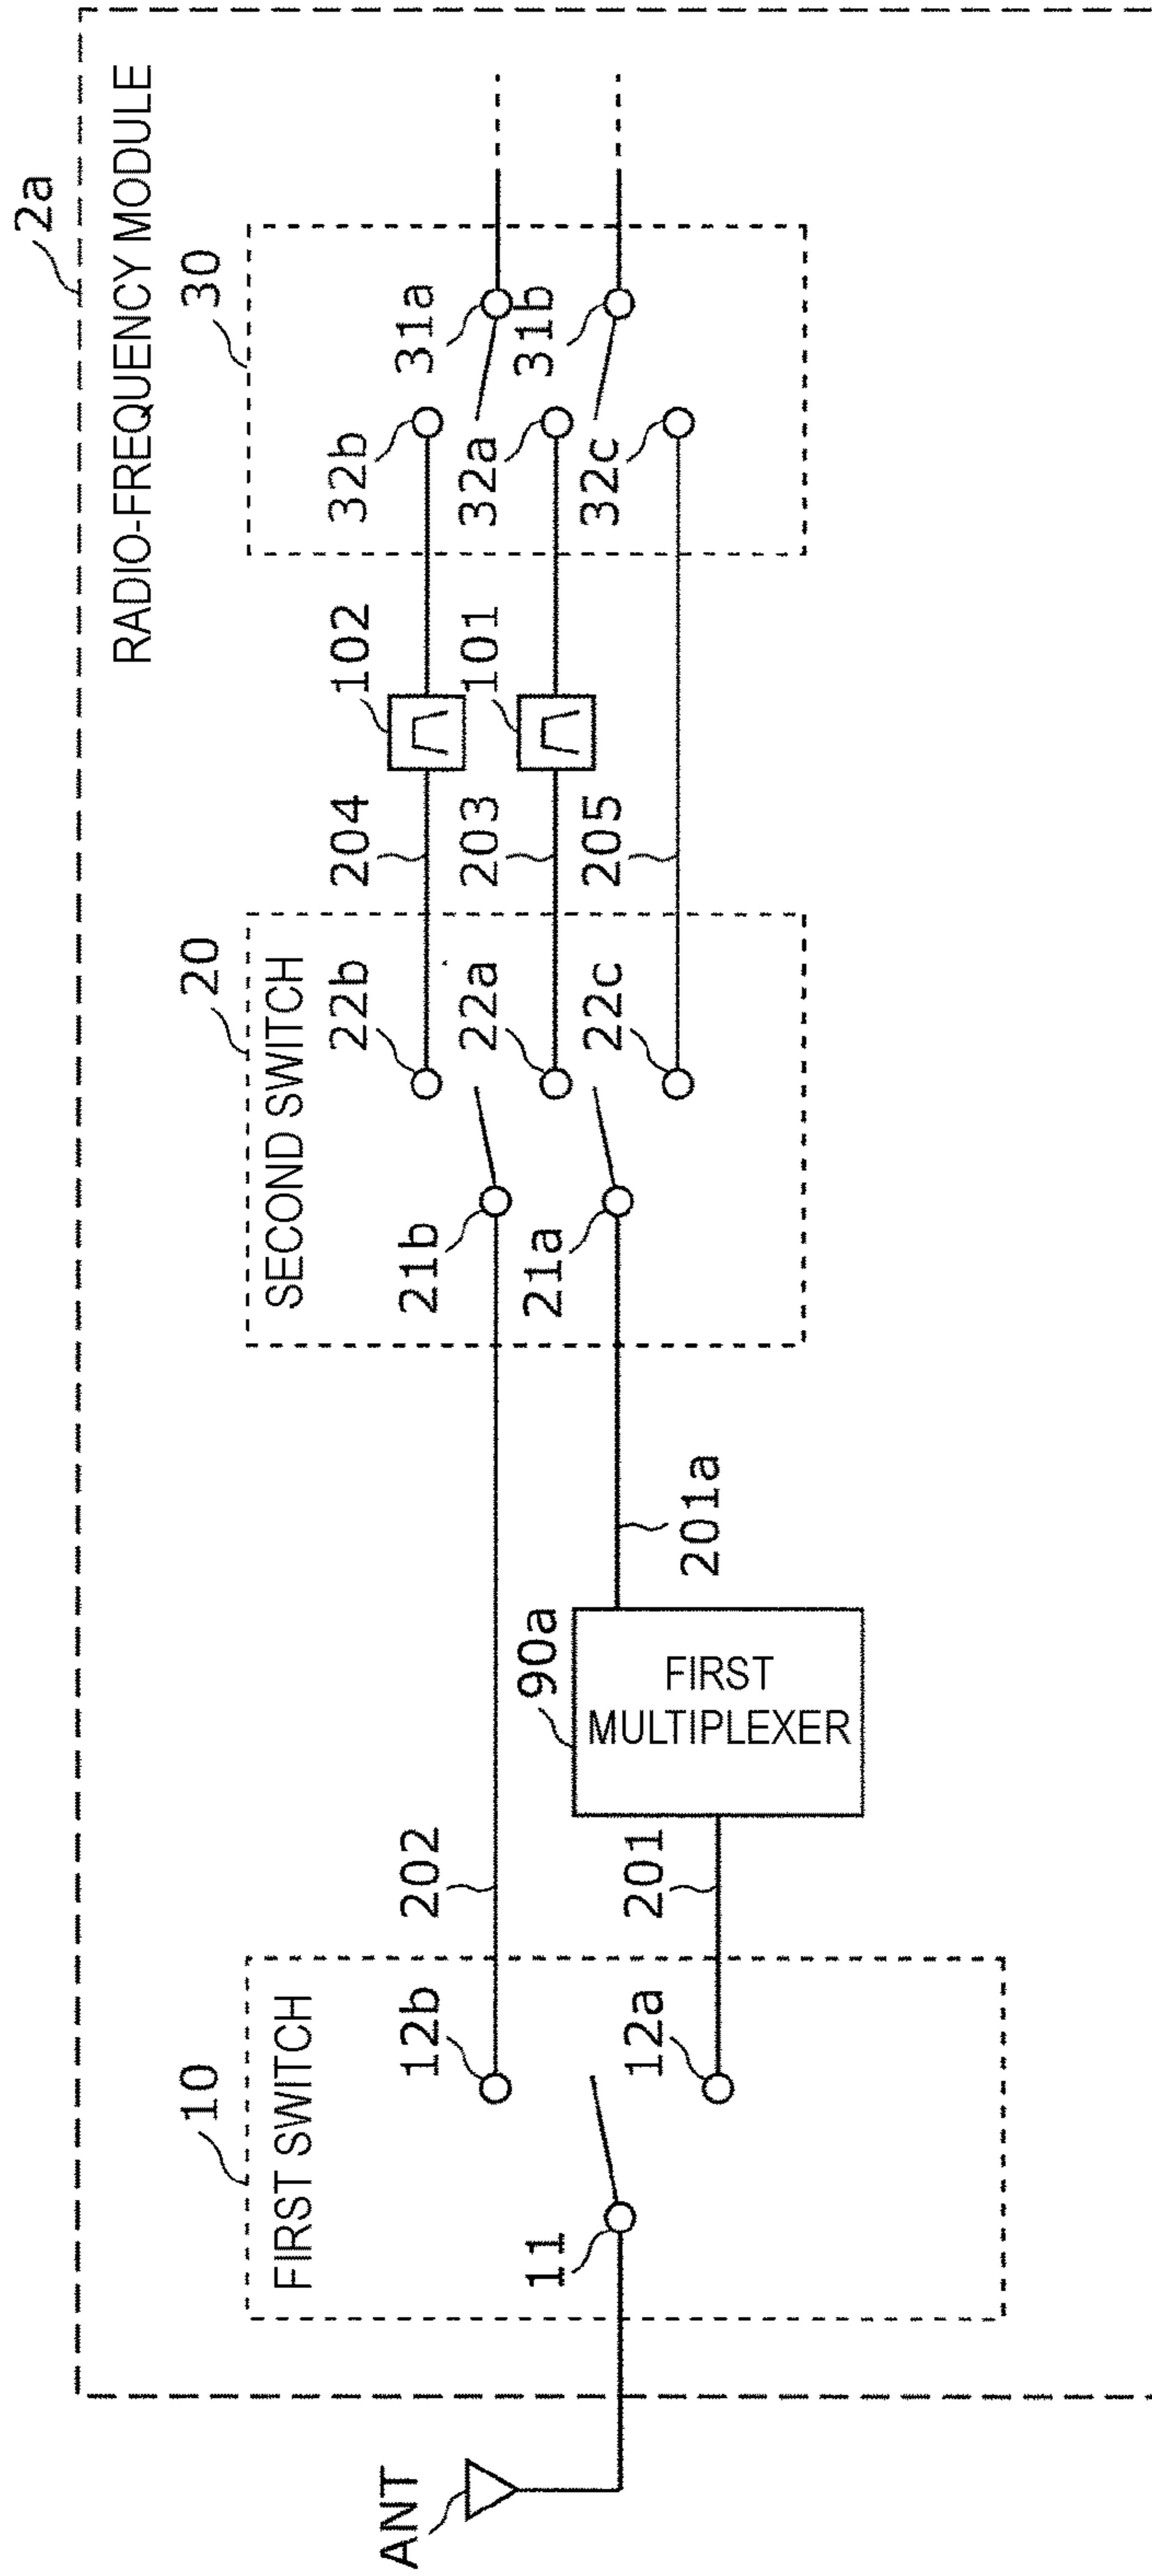 2a
RADIO-FREQUENCY MODULE
10
FIRST SWITCH
20
SECOND SWITCH
30
ANT
11
12b
12a
202
201
90a
FIRST
MULTIPLEXER
201a
21b
21a
22b
22a
22c
204
203
205
102
101
32b
32a
32c
31a
31b